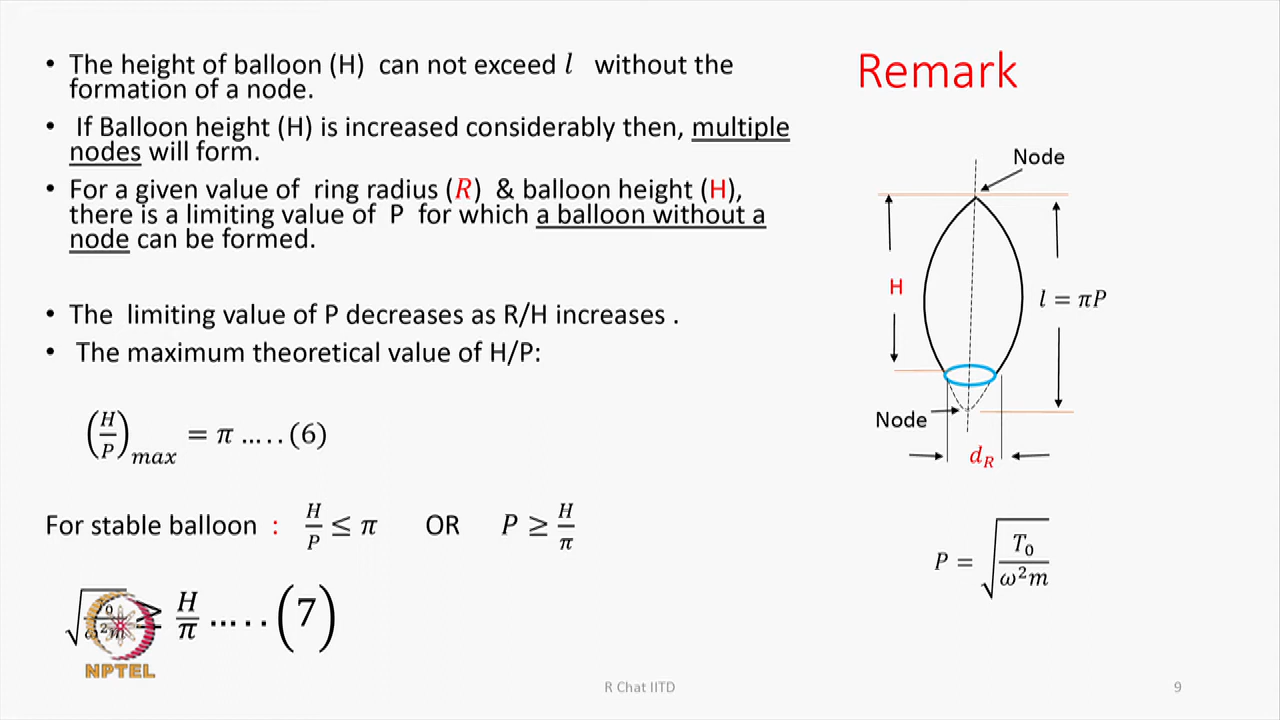 Remark
• The height of balloon (H) can not exceed l without the
formation of a node.
• If Balloon height (H) is increased considerably then, multiple
nodes will form.
• For a given value of ring radius (R) & balloon height (H),
there is a limiting value of P for which a balloon without a
node can be formed.
• The limiting value of P decreases as R/H increases .
• The maximum theoretical value of H/P:
(H/P)max = π ..... (6)
For stable balloon : H/P ≤ π OR P ≥ H/π
≥ H/π ..... (7)
Node
H
l = πP
Node
dR
P = √(T0/ω²m)
NPTEL
R Chat IITD
9